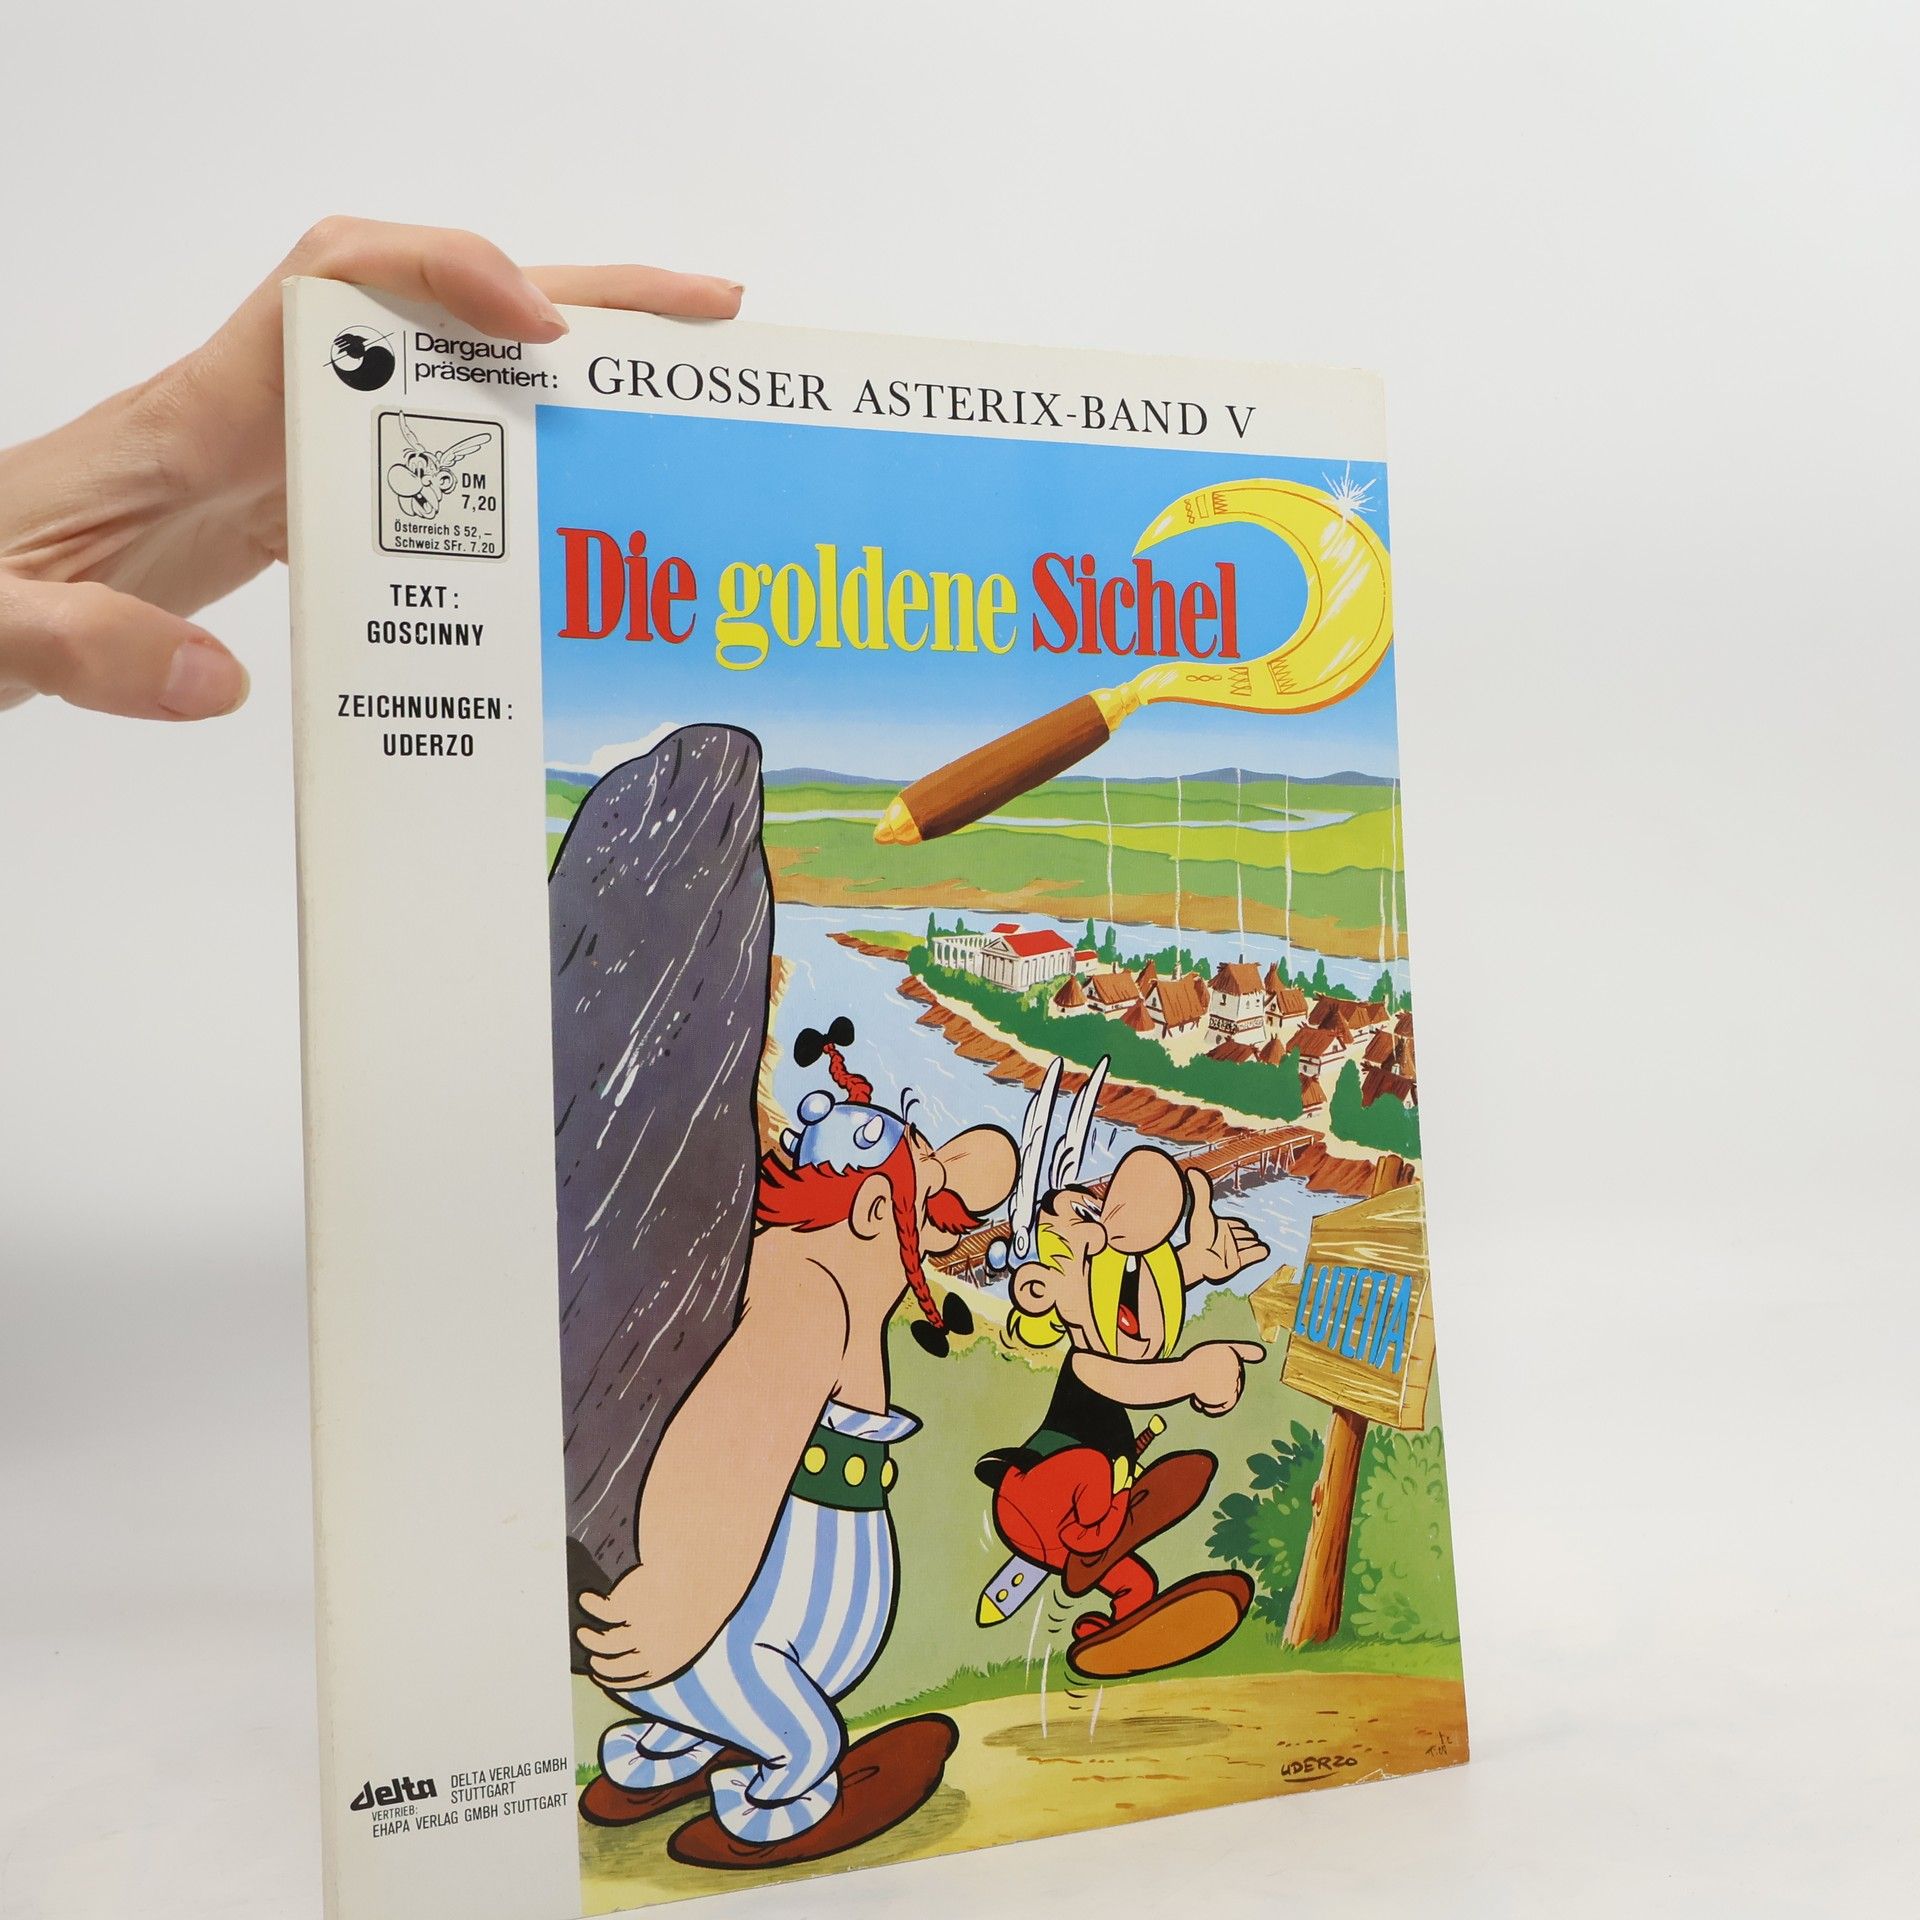 Dargaud
präsentiert:
GROSSER ASTERIX-BAND V
DM
7,20
Österreich S 52,–
Schweiz SFr. 7.20
TEXT:
GOSCINNY
ZEICHNUNGEN:
UDERZO
Die goldene Sichel
LUTETIA
UDERZO
delta
DELTA VERLAG GMBH
STUTTGART
VERTRIEB:
EHAPA VERLAG GMBH STUTTGART